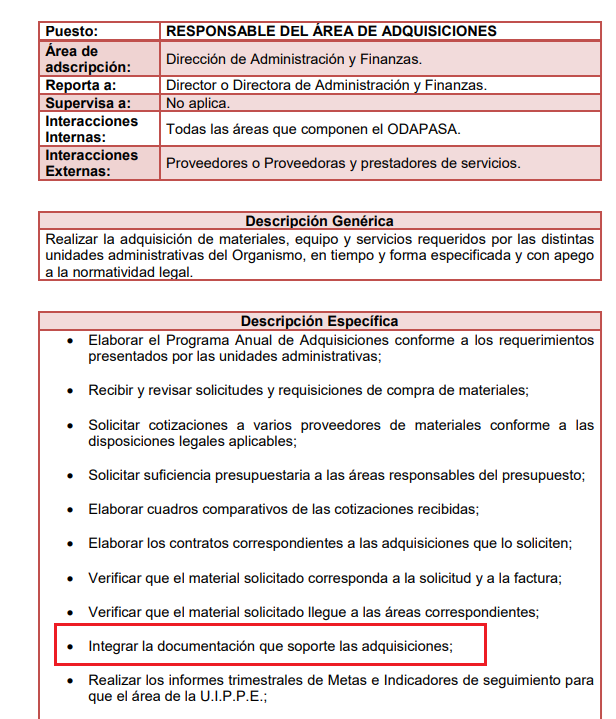 Puesto: RESPONSABLE DEL ÁREA DE ADQUISICIONES
Área de
adscripción: Dirección de Administración y Finanzas.
Reporta a: Director o Directora de Administración y Finanzas.
Supervisa a: No aplica.
Interacciones
Internas: Todas las áreas que componen el ODAPASA.
Interacciones
Externas: Proveedores o Proveedoras y prestadores de servicios.
Descripción Genérica
Realizar la adquisición de materiales, equipo y servicios requeridos por las distintas
unidades administrativas del Organismo, en tiempo y forma especificada y con apego
a la normatividad legal.
Descripción Específica
• Elaborar el Programa Anual de Adquisiciones conforme a los requerimientos
presentados por las unidades administrativas;
• Recibir y revisar solicitudes y requisiciones de compra de materiales;
• Solicitar cotizaciones a varios proveedores de materiales conforme a las
disposiciones legales aplicables;
• Solicitar suficiencia presupuestaria a las áreas responsables del presupuesto;
• Elaborar cuadros comparativos de las cotizaciones recibidas;
• Elaborar los contratos correspondientes a las adquisiciones que lo soliciten;
• Verificar que el material solicitado corresponda a la solicitud y a la factura;
• Verificar que el material solicitado llegue a las áreas correspondientes;
• Integrar la documentación que soporte las adquisiciones;
• Realizar los informes trimestrales de Metas e Indicadores de seguimiento para
que el área de la U.I.P.P.E.;